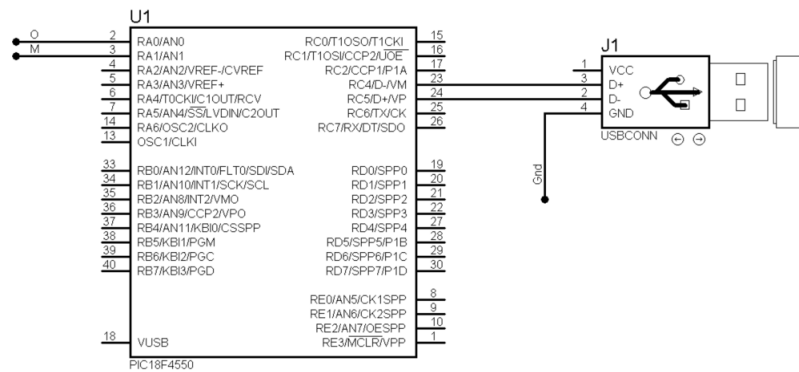 U1
O
M
2 RA0/AN0
3 RA1/AN1
4 RA2/AN2/VREF-/CVREF
5 RA3/AN3/VREF+
6 RA4/T0CKI/C1OUT/RCV
7 RA5/AN4/SS/LVDIN/C2OUT
14 RA6/OSC2/CLKO
13 OSC1/CLKI
33 RB0/AN12/INT0/FLT0/SDI/SDA
34 RB1/AN10/INT1/SCK/SCL
35 RB2/AN8/INT2/VMO
36 RB3/AN9/CCP2/VPO
37 RB4/AN11/KBI0/CSSPP
38 RB5/KBI1/PGM
39 RB6/KBI2/PGC
40 RB7/KBI3/PGD
18 VUSB
RC0/T1OSO/T1CKI 15
RC1/T1OSI/CCP2/UOE 16
RC2/CCP1/P1A 17
RC4/D-/VM 23
RC5/D+/VP 24
RC6/TX/CK 25
RC7/RX/DT/SDO 26
RD0/SPP0 19
RD1/SPP1 20
RD2/SPP2 21
RD3/SPP3 22
RD4/SPP4 27
RD5/SPP5/P1B 28
RD6/SPP6/P1C 29
RD7/SPP7/P1D 30
RE0/AN5/CK1SPP 8
RE1/AN6/CK2SPP 9
RE2/AN7/OESPP 10
RE3/MCLR/VPP 1
PIC18F4550
J1
1 VCC
3 D+
2 D-
4 GND
USBCONN
Gnd